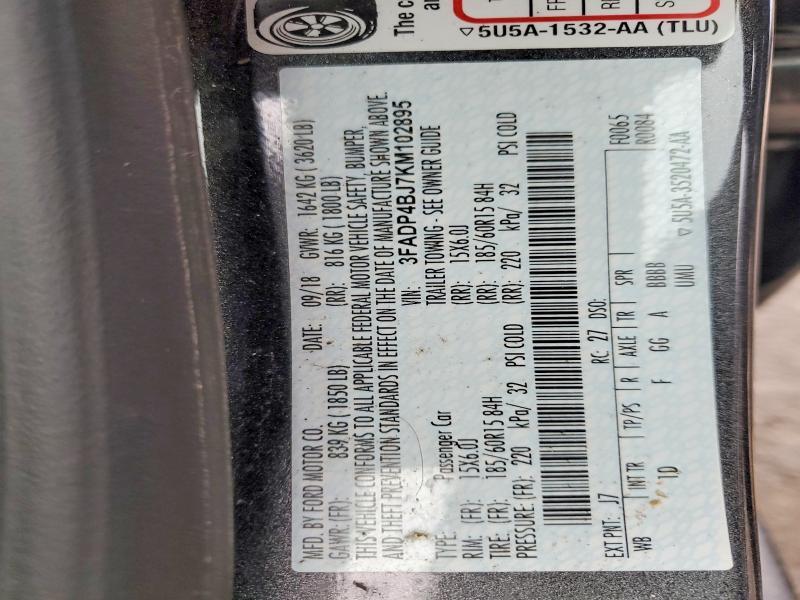 The c
an
▽5U5A-1532-AA (TLU)
MFD. BY FORD MOTOR CO.
DATE: 09/18 GVWR: 1642 KG ( 3620 LB)
GAWR: (FR): 839 KG ( 1850 LB) (RR): 816 KG ( 1800 LB)
THIS VEHICLE CONFORMS TO ALL APPLICABLE FEDERAL MOTOR VEHICLE SAFETY, BUMPER,
AND THEFT PREVENTION STANDARDS IN EFFECT ON THE DATE OF MANUFACTURE SHOWN ABOVE.
VIN: 3FADP4BJ7KM102895
TYPE: Passenger Car TRAILER TOWING - SEE OWNER GUIDE
RIM: (FR): 15X6.0J (RR): 15X6.0J
TIRE: (FR): 185/60R15 84H (RR): 185/60R15 84H
PRESSURE: (FR): 220 kPa/ 32 PSI COLD (RR): 220 kPa/ 32 PSI COLD
EXT PNT: J7 RC: 27 DSO: F0065
WB INT TR TP/PS R AXLE TR SPR R0084
F GG A BBBB
UMU ▽5U5A-3520472-AA